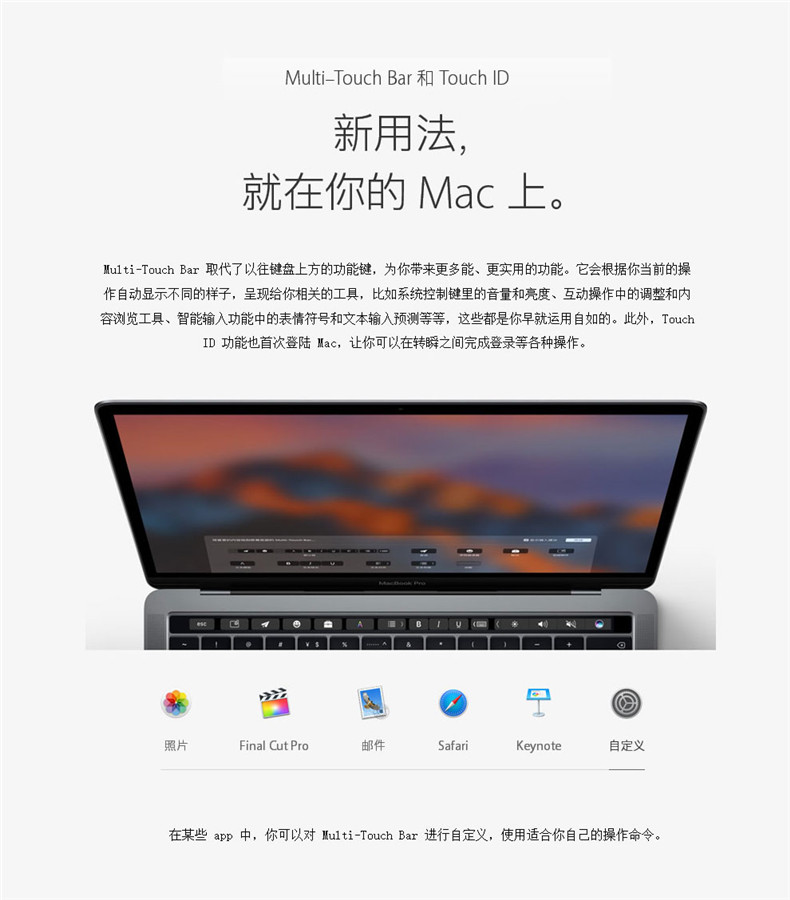 Multi–Touch Bar 和 Touch ID
新用法,
就在你的 Mac 上。
Multi-Touch Bar 取代了以往键盘上方的功能键，为你带来更多能、更实用的功能。它会根据你当前的操
作自动显示不同的样子，呈现给你相关的工具，比如系统控制键里的音量和亮度、互动操作中的调整和内
容浏览工具、智能输入功能中的表情符号和文本输入预测等等，这些都是你早就运用自如的。此外，Touch
ID 功能也首次登陆 Mac，让你可以在转瞬之间完成登录等各种操作。
MacBook Pro
esc
B I U
照片 Final Cut Pro 邮件 Safari Keynote 自定义
在某些 app 中，你可以对 Multi-Touch Bar 进行自定义，使用适合你自己的操作命令。